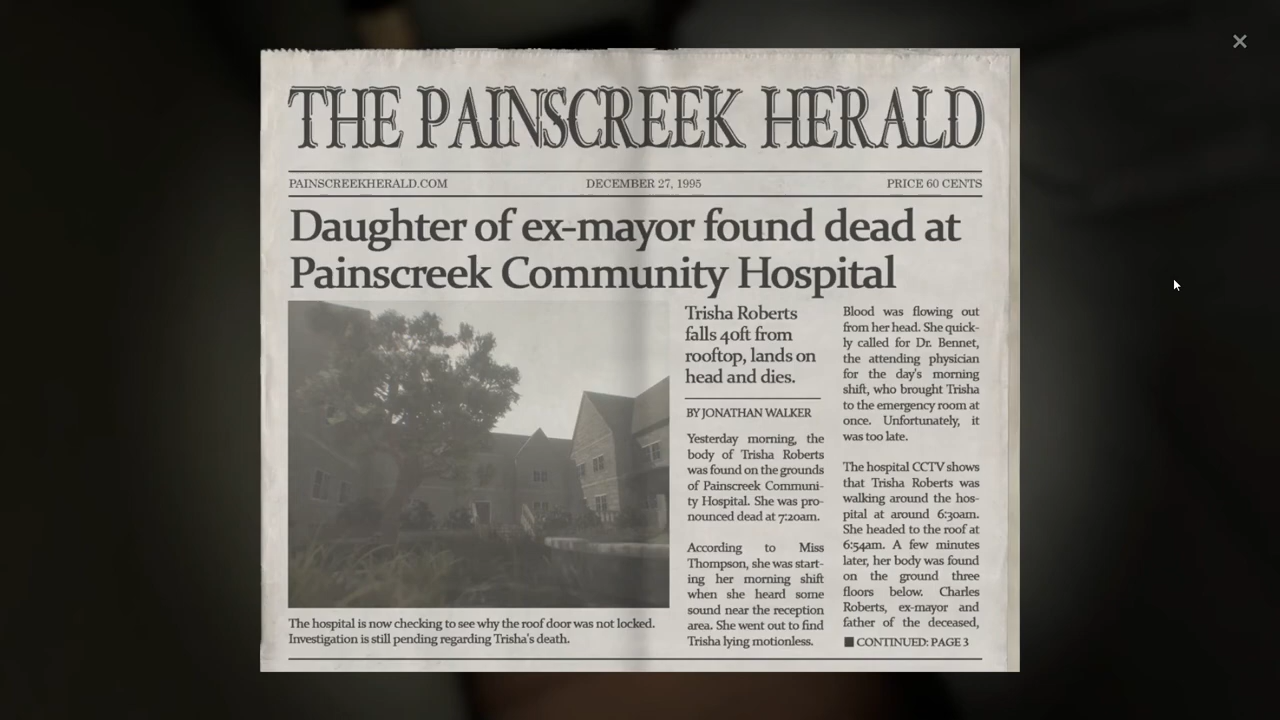 THE PAINSCREEK HERALD
PAINSCREEKHERALD.COM DECEMBER 27, 1995 PRICE 60 CENTS
Daughter of ex-mayor found dead at
Painscreek Community Hospital
Trisha Roberts
falls 40ft from
rooftop, lands on
head and dies.
BY JONATHAN WALKER
Yesterday morning, the
body of Trisha Roberts
was found on the grounds
of Painscreek Communi-
ty Hospital. She was pro-
nounced dead at 7:20am.
According to Miss
Thompson, she was start-
ing her morning shift
when she heard some
sound near the reception
area. She went out to find
Trisha lying motionless.
Blood was flowing out
from her head. She quick-
ly called for Dr. Bennet,
the attending physician
for the day's morning
shift, who brought Trisha
to the emergency room at
once. Unfortunately, it
was too late.
The hospital CCTV shows
that Trisha Roberts was
walking around the hos-
pital at around 6:30am.
She headed to the roof at
6:54am. A few minutes
later, her body was found
on the ground three
floors below. Charles
Roberts, ex-mayor and
father of the deceased,
CONTINUED: PAGE 3
The hospital is now checking to see why the roof door was not locked.
Investigation is still pending regarding Trisha's death.